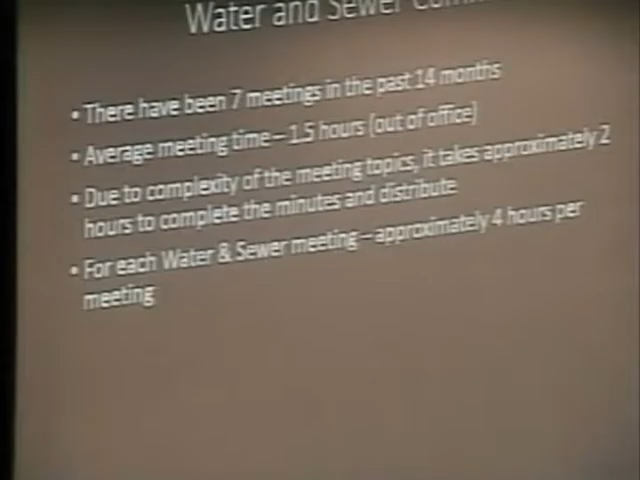 Water and Sewer
• There have been 7 meetings in the past 14 months
• Average meeting time – 1.5 hours (out of office)
• Due to complexity of the meeting topics, it takes approximately 2
hours to complete the minutes and distribute
• For each Water & Sewer meeting – approximately 4 hours per
meeting